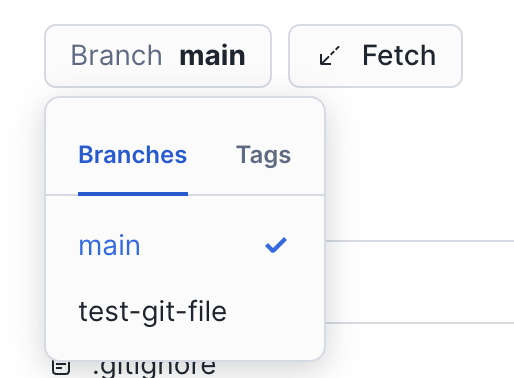 Branch main
Fetch
Branches Tags
main
test-git-file
.gitignore